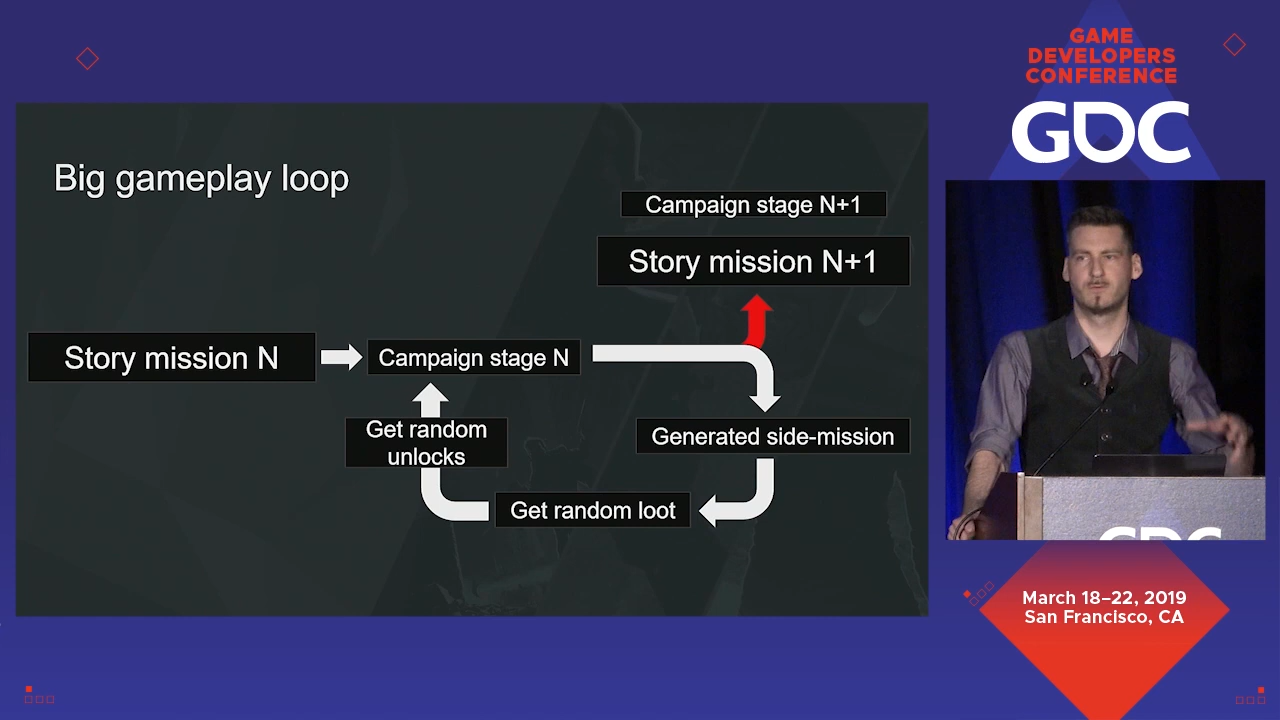 GAME
DEVELOPERS
CONFERENCE
GDC
Big gameplay loop
Campaign stage N+1
Story mission N+1
Story mission N
Campaign stage N
Get random
unlocks
Generated side-mission
Get random loot
GDC
March 18–22, 2019
San Francisco, CA